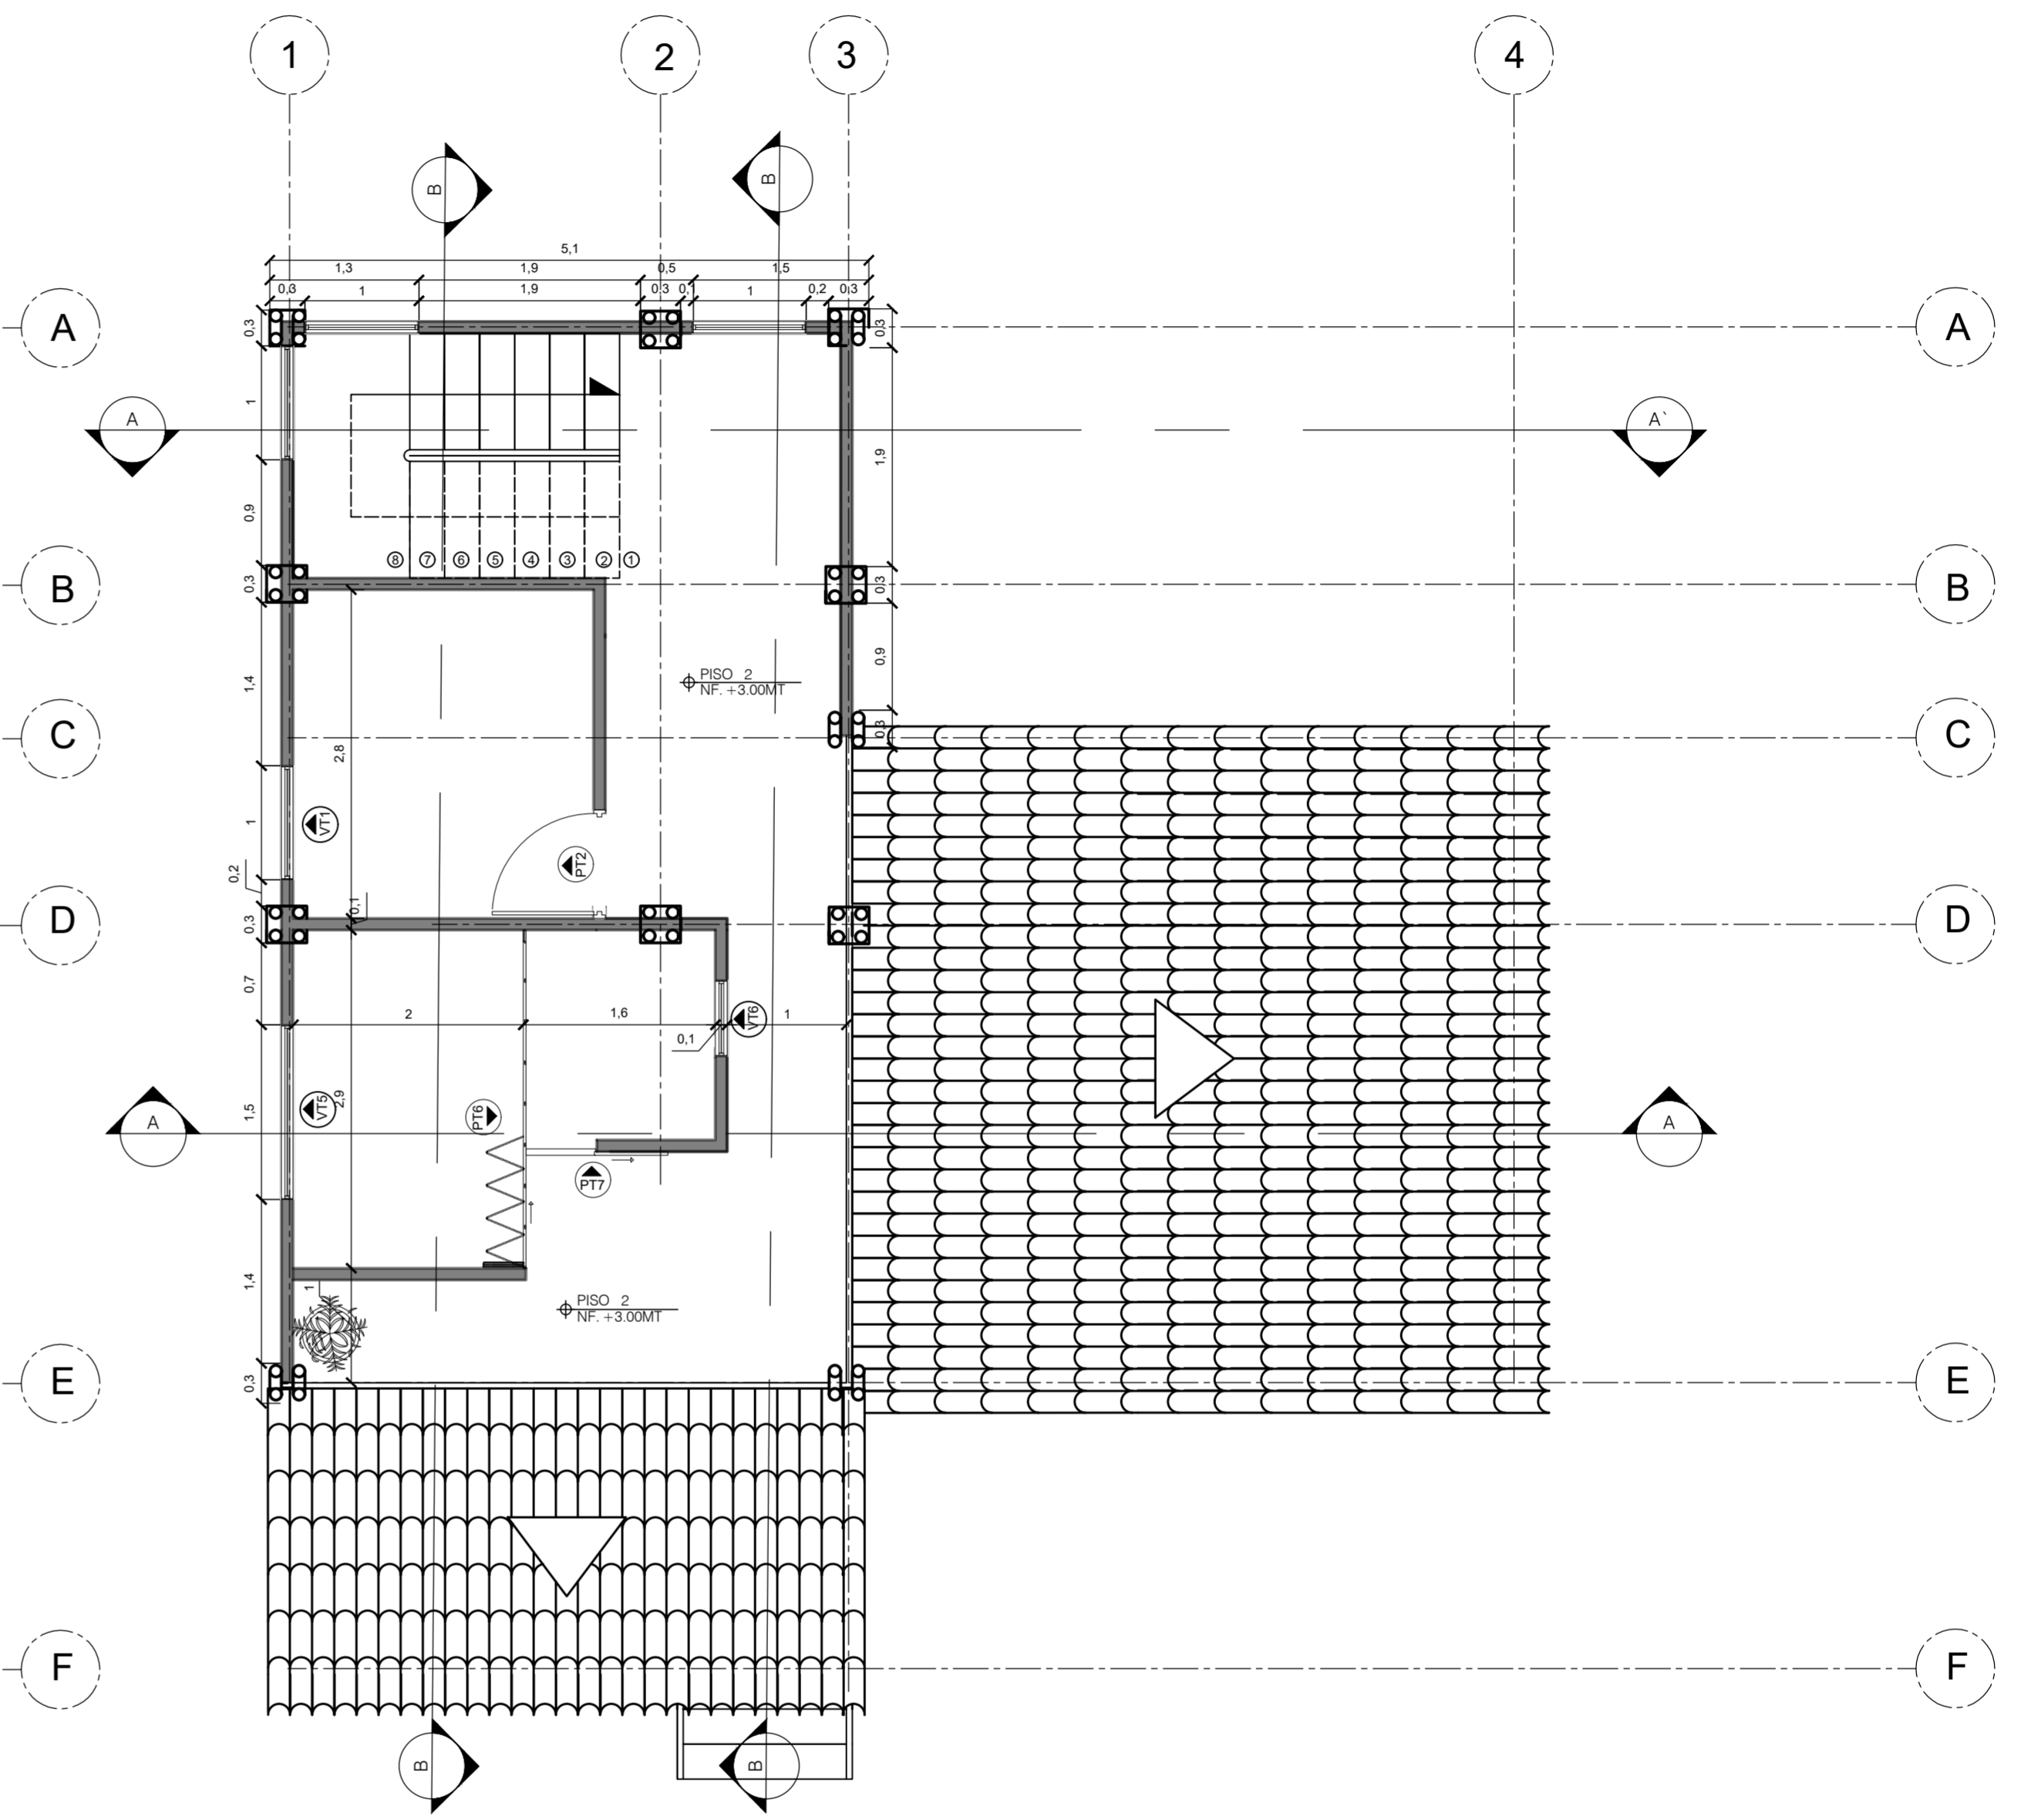 1 2 3 4
B B
5,1
1,3 1,9 0,5 1,5
0,3 1 1,9 0,3 0,1 1 0,2 0,3
A A
0,3 0,3
1
A A`
1,9
0,9
8 7 6 5 4 3 2 1
B B
0,3 0,3
0,9
PISO 2
NF. +3.00MT
1,4
C C
0,3
2,8
VT1
1
PT2
0,2
0,1
D D
0,3
0,7
2 1,6 1
VT6
0,1
VT5
2,9
PT6
1,5
A A
PT7
1,4
1
PISO 2
NF. +3.00MT
E E
0,3
F F
B B